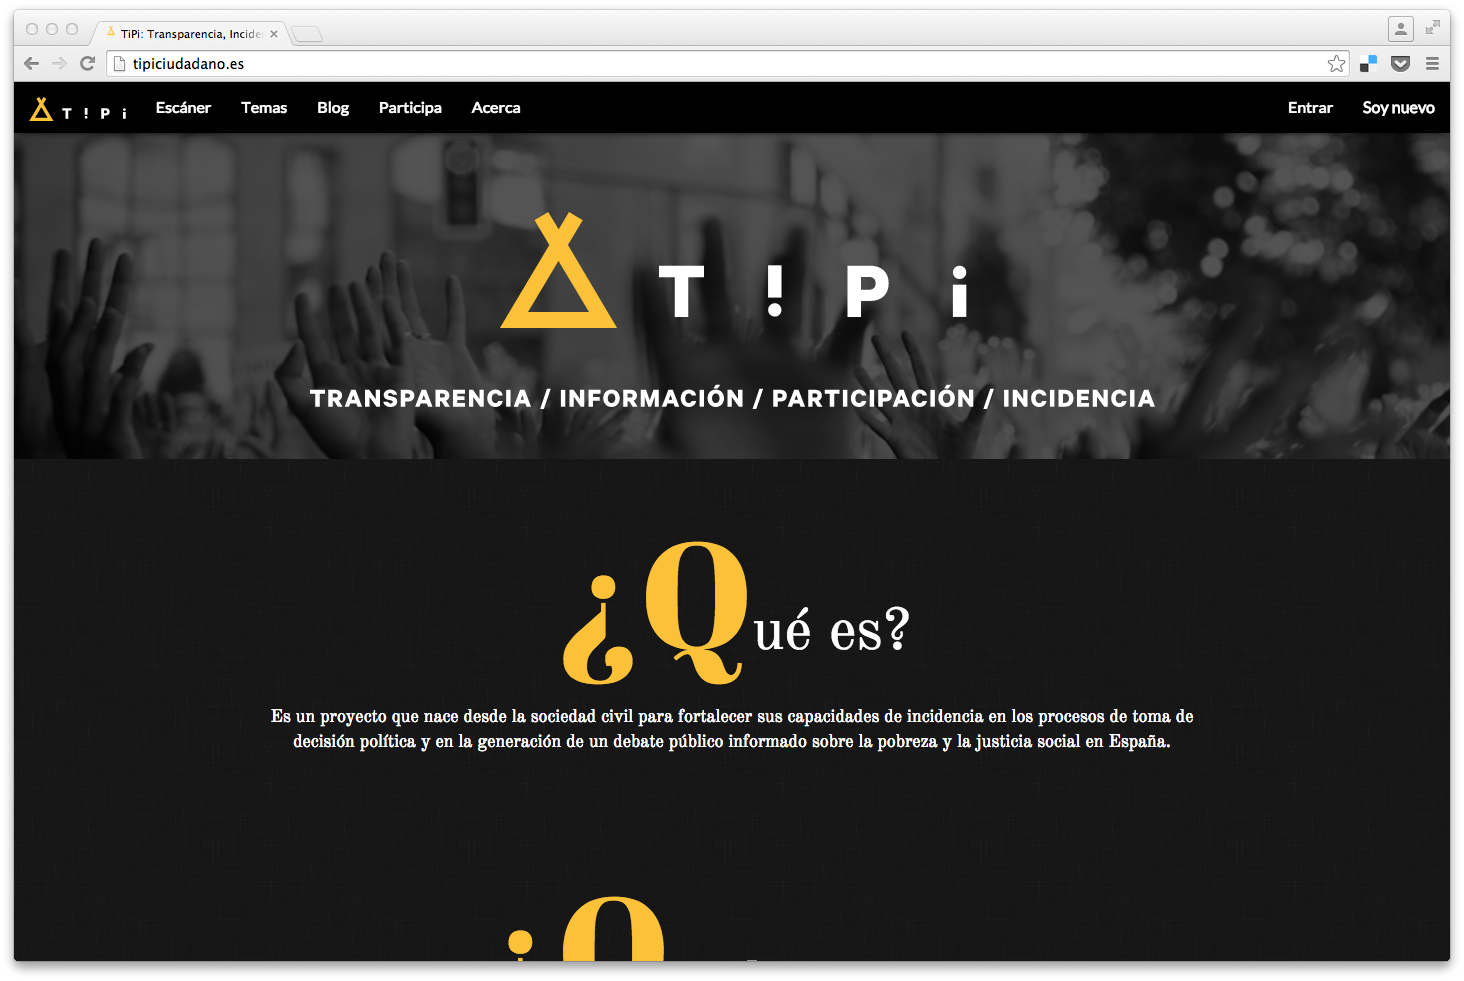 TiPi: Transparencia, Incide
tipiciudadano.es
T ! P i Escáner Temas Blog Participa Acerca Entrar Soy nuevo
T ! P i
TRANSPARENCIA / INFORMACIÓN / PARTICIPACIÓN / INCIDENCIA
¿Qué es?
Es un proyecto que nace desde la sociedad civil para fortalecer sus capacidades de incidencia en los procesos de toma de
decisión política y en la generación de un debate público informado sobre la pobreza y la justicia social en España.
¿Q